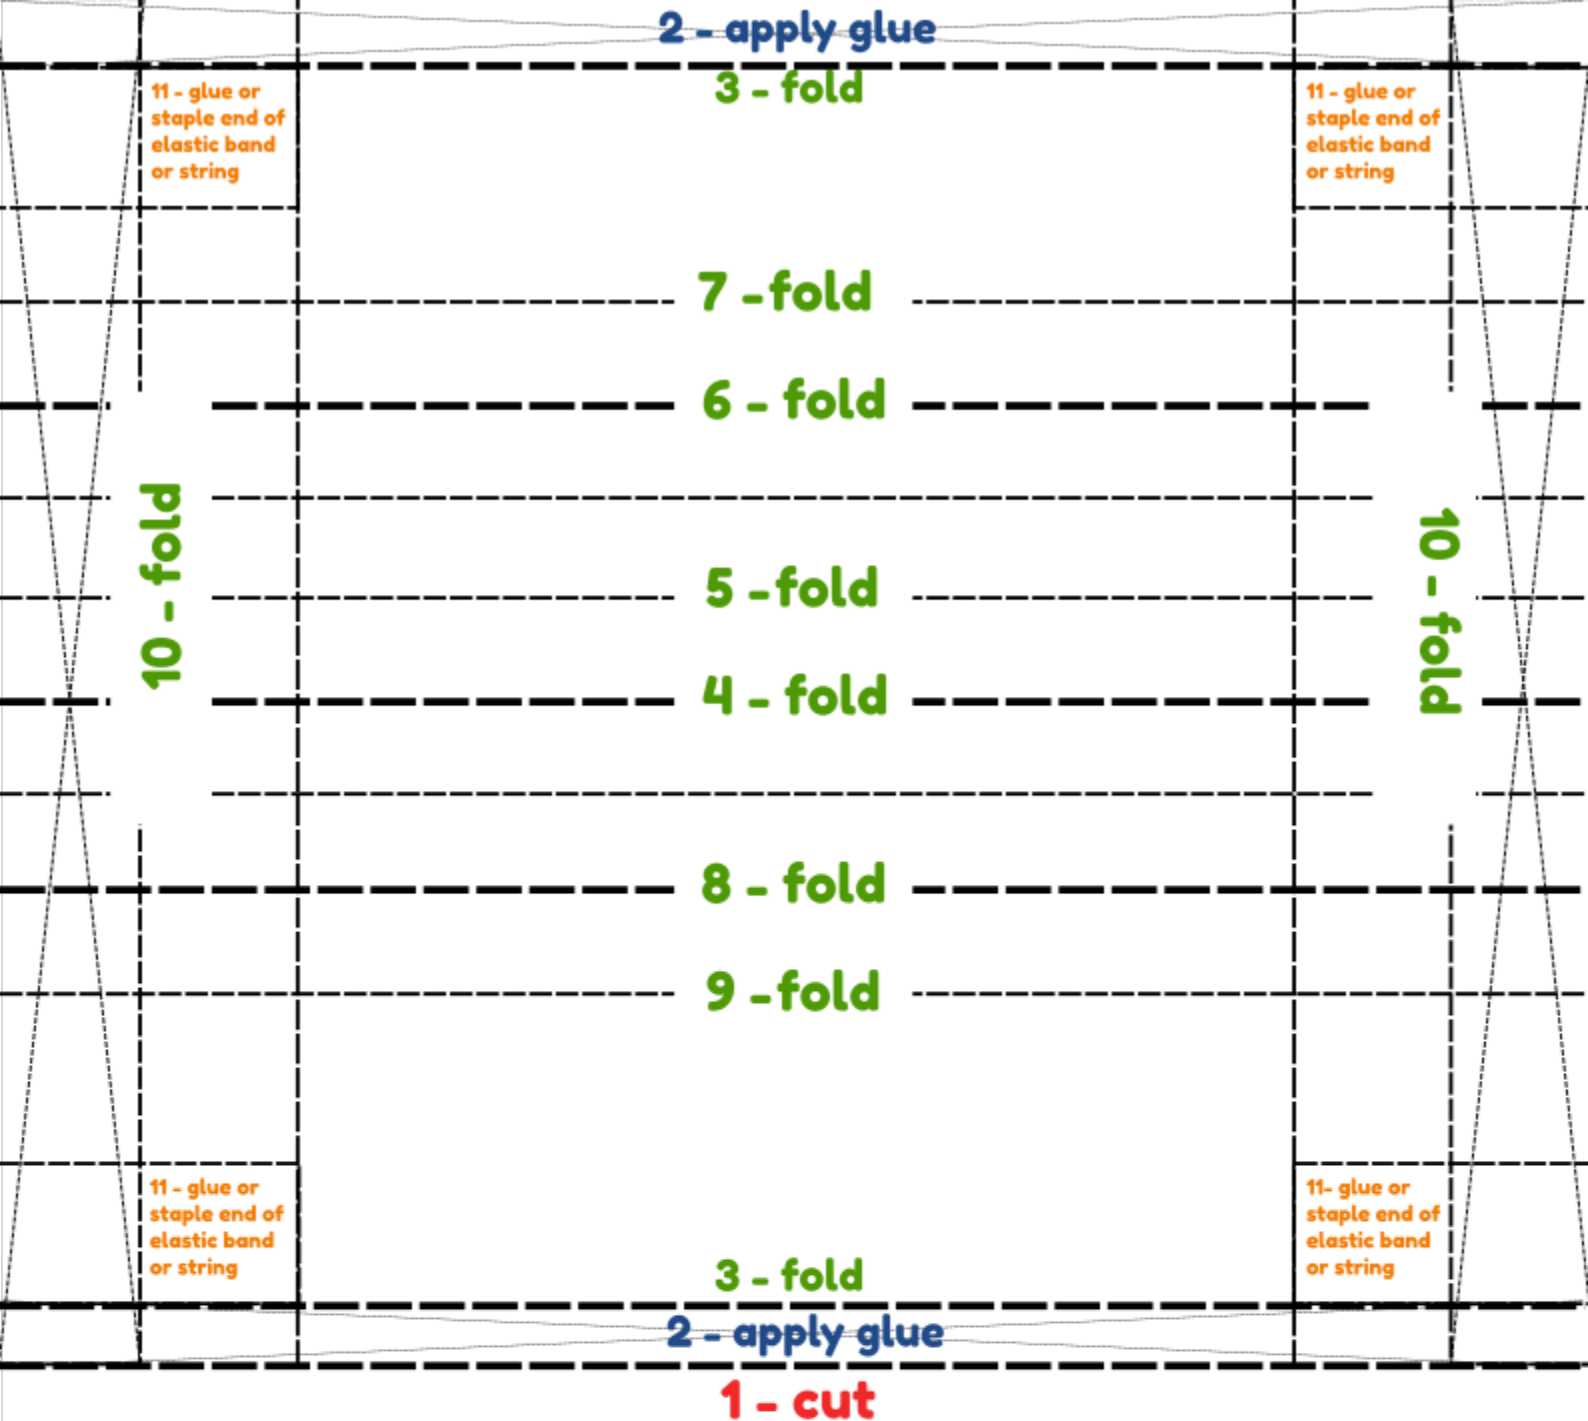 2 - apply glue
3 - fold
11 - glue or
staple end of
elastic band
or string
11 - glue or
staple end of
elastic band
or string
7 - fold
6 - fold
10 - fold
5 - fold
10 - fold
4 - fold
8 - fold
9 - fold
11 - glue or
staple end of
elastic band
or string
11- glue or
staple end of
elastic band
or string
3 - fold
2 - apply glue
1 - cut